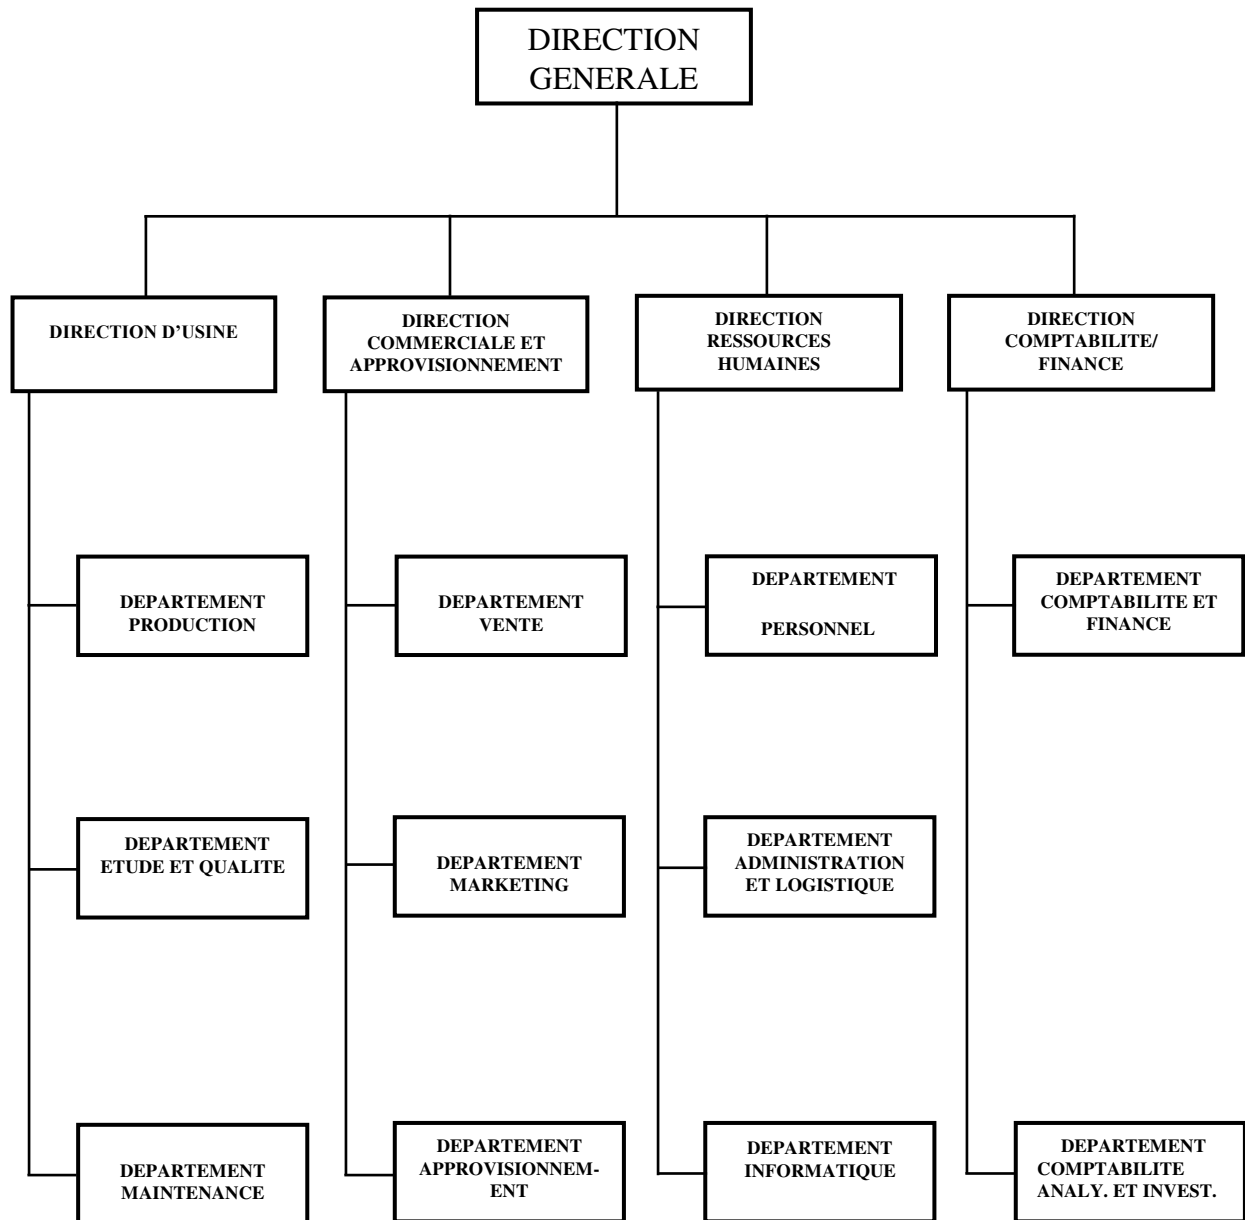 DIRECTION
GENERALE
DIRECTION D’USINE
DIRECTION
COMMERCIALE ET
APPROVISIONNEMENT
DIRECTION
RESSOURCES
HUMAINES
DIRECTION
COMPTABILITE/
FINANCE
DEPARTEMENT
PRODUCTION
DEPARTEMENT
VENTE
DEPARTEMENT
PERSONNEL
DEPARTEMENT
COMPTABILITE ET
FINANCE
DEPARTEMENT
ETUDE ET QUALITE
DEPARTEMENT
MARKETING
DEPARTEMENT
ADMINISTRATION
ET LOGISTIQUE
DEPARTEMENT
MAINTENANCE
DEPARTEMENT
APPROVISIONNEM-
ENT
DEPARTEMENT
INFORMATIQUE
DEPARTEMENT
COMPTABILITE
ANALY. ET INVEST.